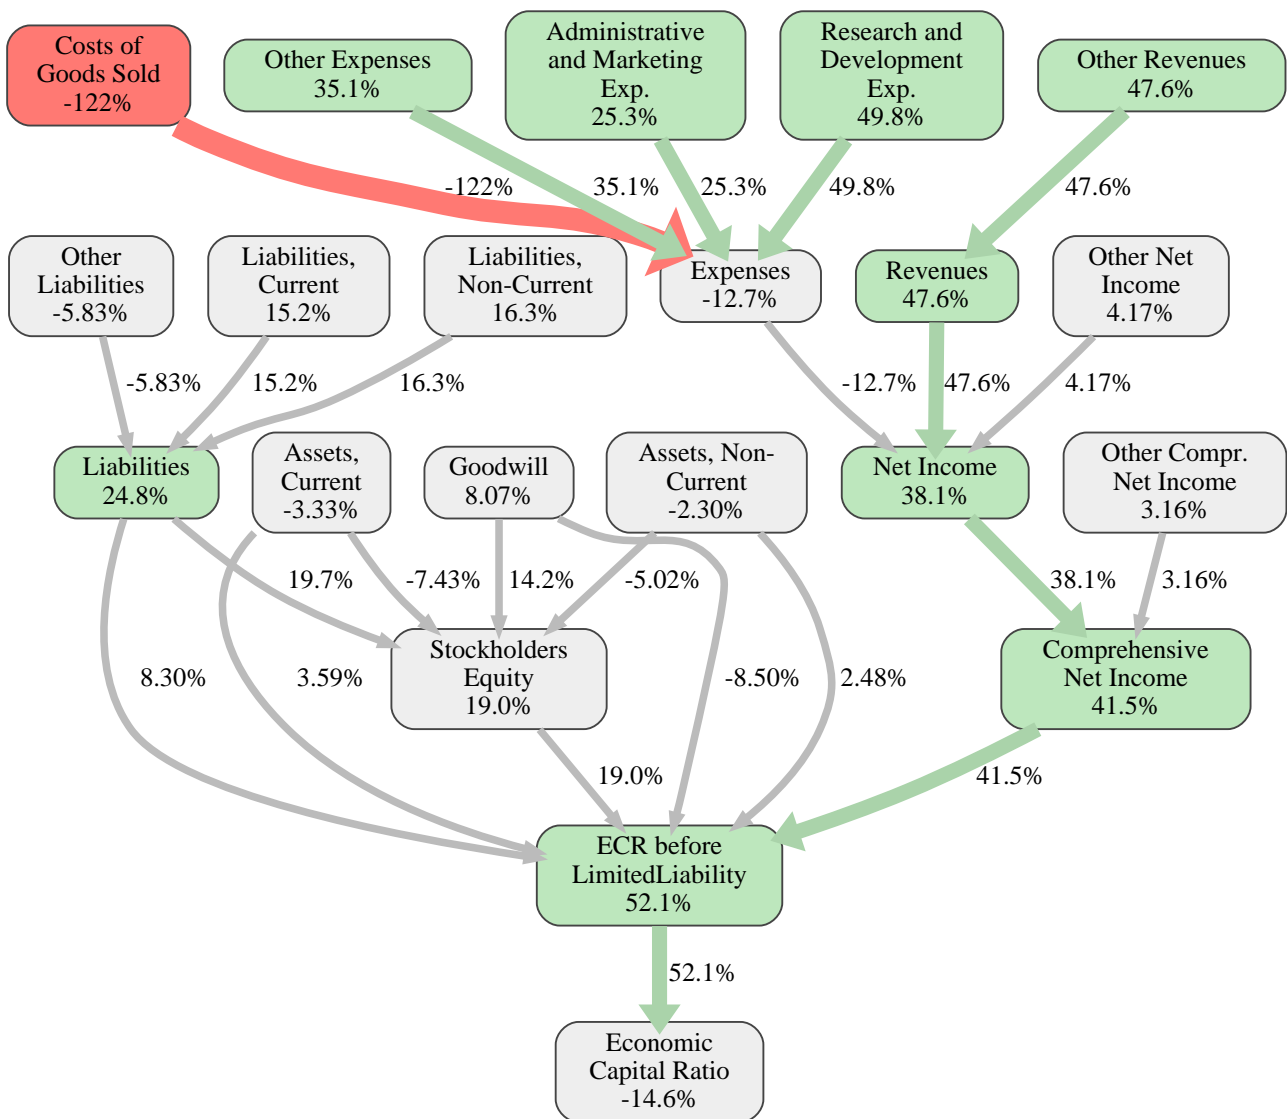 Costs of
Goods Sold
-122%
Other Expenses
35.1%
Administrative
and Marketing
Exp.
25.3%
Research and
Development
Exp.
49.8%
Other Revenues
47.6%
-122%
35.1%
25.3%
49.8%
47.6%
Other
Liabilities
-5.83%
Liabilities,
Current
15.2%
Liabilities,
Non-Current
16.3%
Expenses
-12.7%
Revenues
47.6%
Other Net
Income
4.17%
-5.83%
15.2%
16.3%
-12.7%
47.6%
4.17%
Liabilities
24.8%
Assets,
Current
-3.33%
Goodwill
8.07%
Assets, Non-
Current
-2.30%
Net Income
38.1%
Other Compr.
Net Income
3.16%
19.7%
-7.43%
14.2%
-5.02%
38.1%
3.16%
8.30%
3.59%
Stockholders
Equity
19.0%
-8.50%
2.48%
Comprehensive
Net Income
41.5%
19.0%
41.5%
ECR before
LimitedLiability
52.1%
52.1%
Economic
Capital Ratio
-14.6%